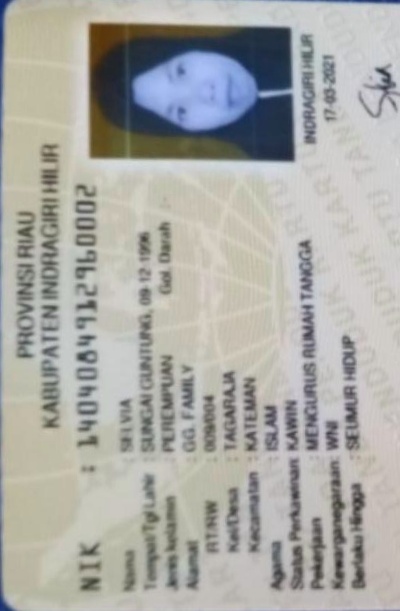 PROVINSI RIAU
KABUPATEN INDRAGIRI HILIR
NIK : 1404084912960002
Nama : SELVIA
Tempat/Tgl Lahir : SUNGAI GUNTUNG, 09-12-1996
Jenis kelamin : PEREMPUAN Gol. Darah : -
Alamat : GG. FAMILY
RT/RW : 009/004
Kel/Desa : TAGARAJA
Kecamatan : KATEMAN
Agama : ISLAM
Status Perkawinan: KAWIN
Pekerjaan : MENGURUS RUMAH TANGGA
Kewarganegaraan: WNI
Berlaku Hingga : SEUMUR HIDUP
INDRAGIRI HILIR
17-03-2021